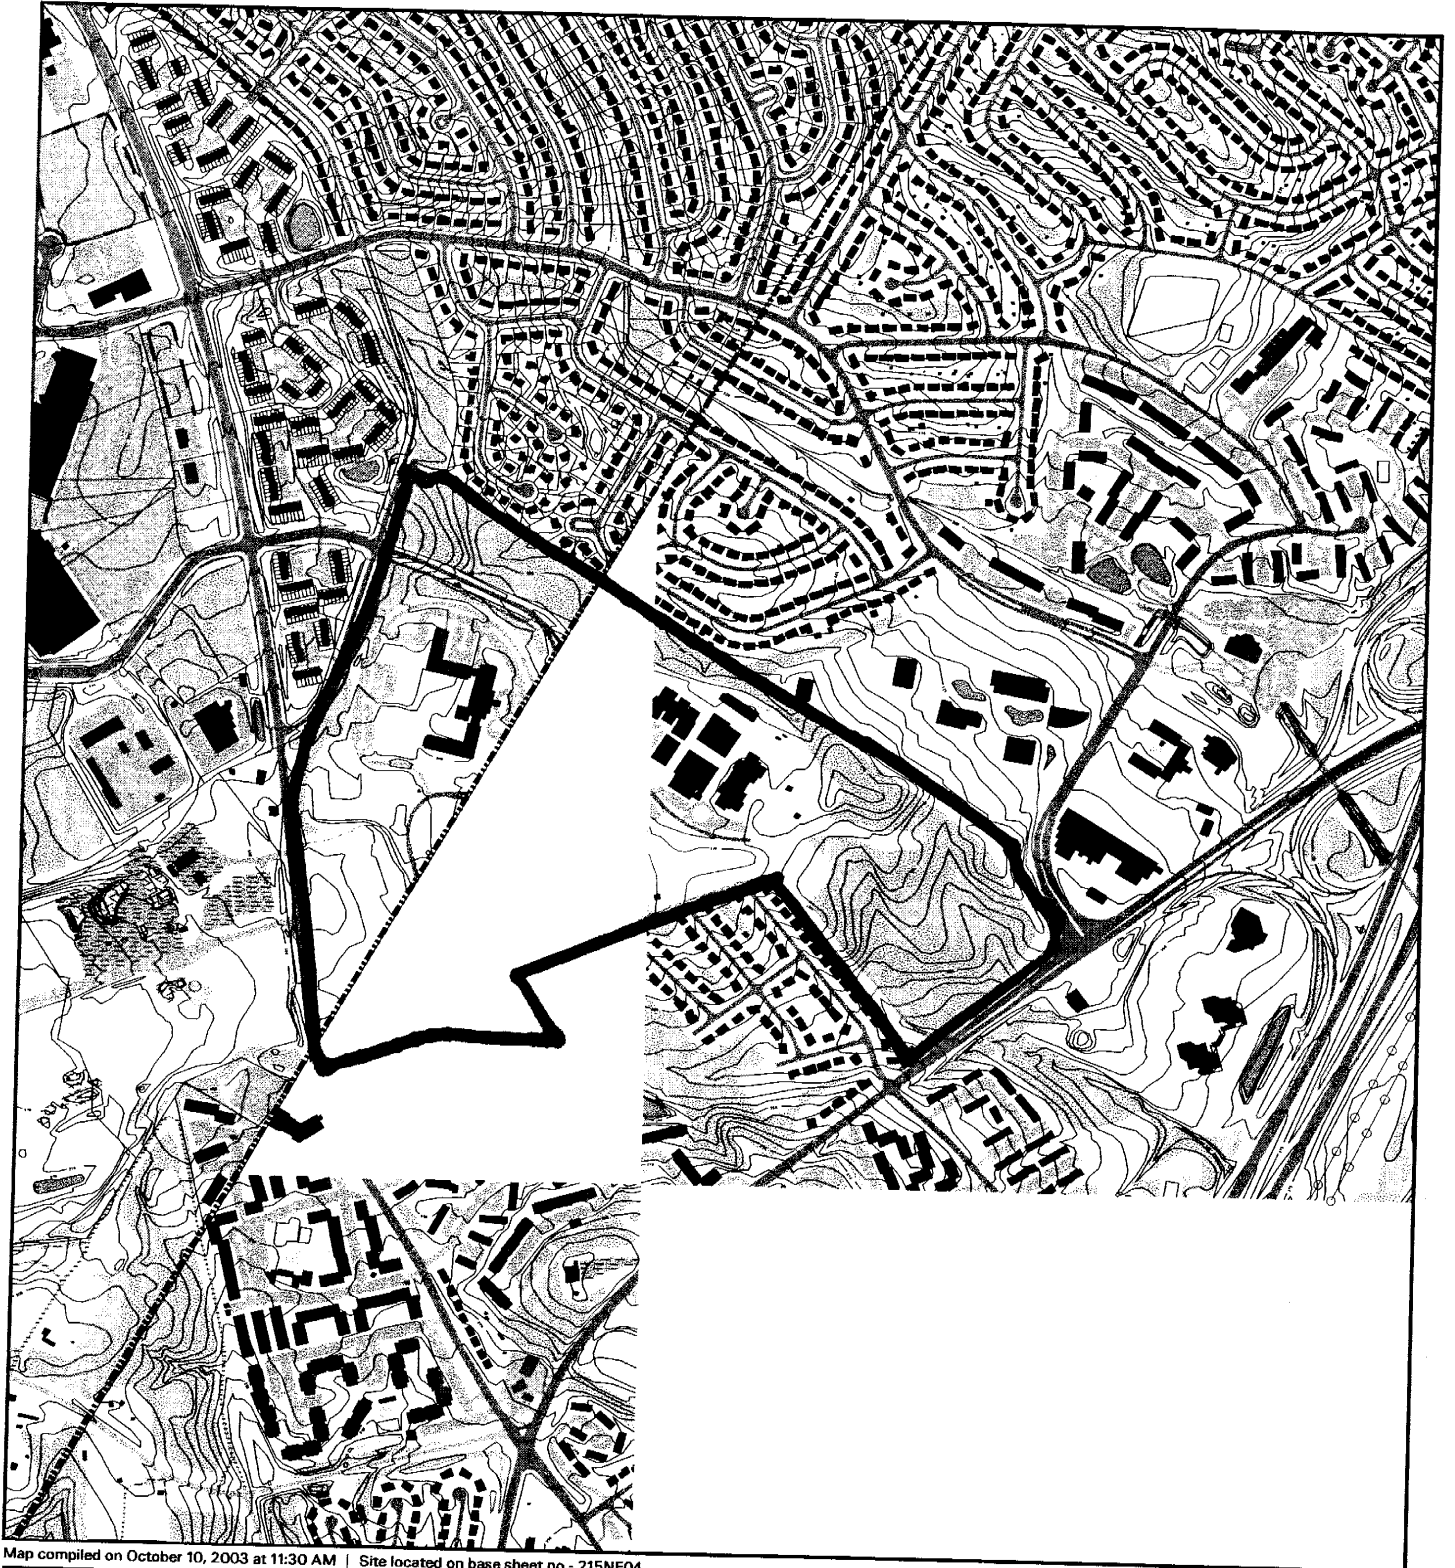 Map compiled on October 10, 2003 at 11:30 AM | Site located on base sheet no - 215NE04